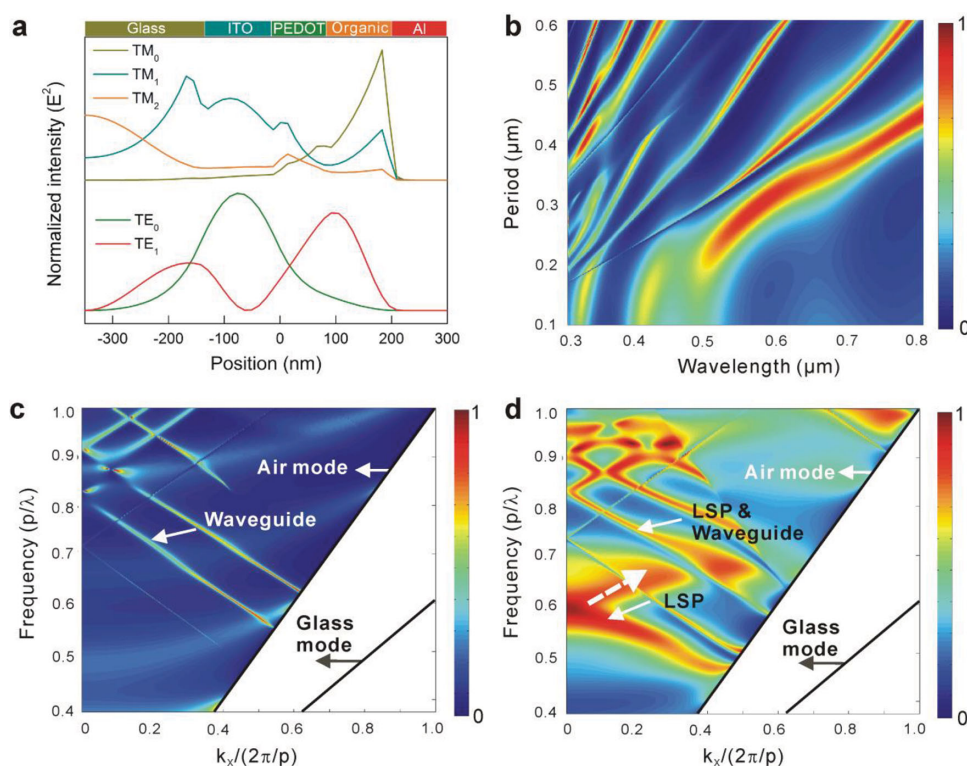 a
Glass ITO PEDOT Organic Al
TM0
TM1
TM2
TE0
TE1
Normalized intensity (E2)
-300 -200 -100 0 100 200 300
Position (nm)
b
0.6
0.5
0.4
0.3
0.2
0.1
Period (μm)
0.3 0.4 0.5 0.6 0.7 0.8
Wavelength (μm)
1
0
c
1.0
0.9
0.8
0.7
0.6
0.5
0.4
Frequency (p/λ)
Air mode
Waveguide
Glass
mode
0 0.2 0.4 0.6 0.8 1.0
kx/(2π/p)
1
0
d
1.0
0.9
0.8
0.7
0.6
0.5
0.4
Frequency (p/λ)
Air mode
LSP &
Waveguide
LSP
Glass
mode
0 0.2 0.4 0.6 0.8 1.0
kx/(2π/p)
1
0